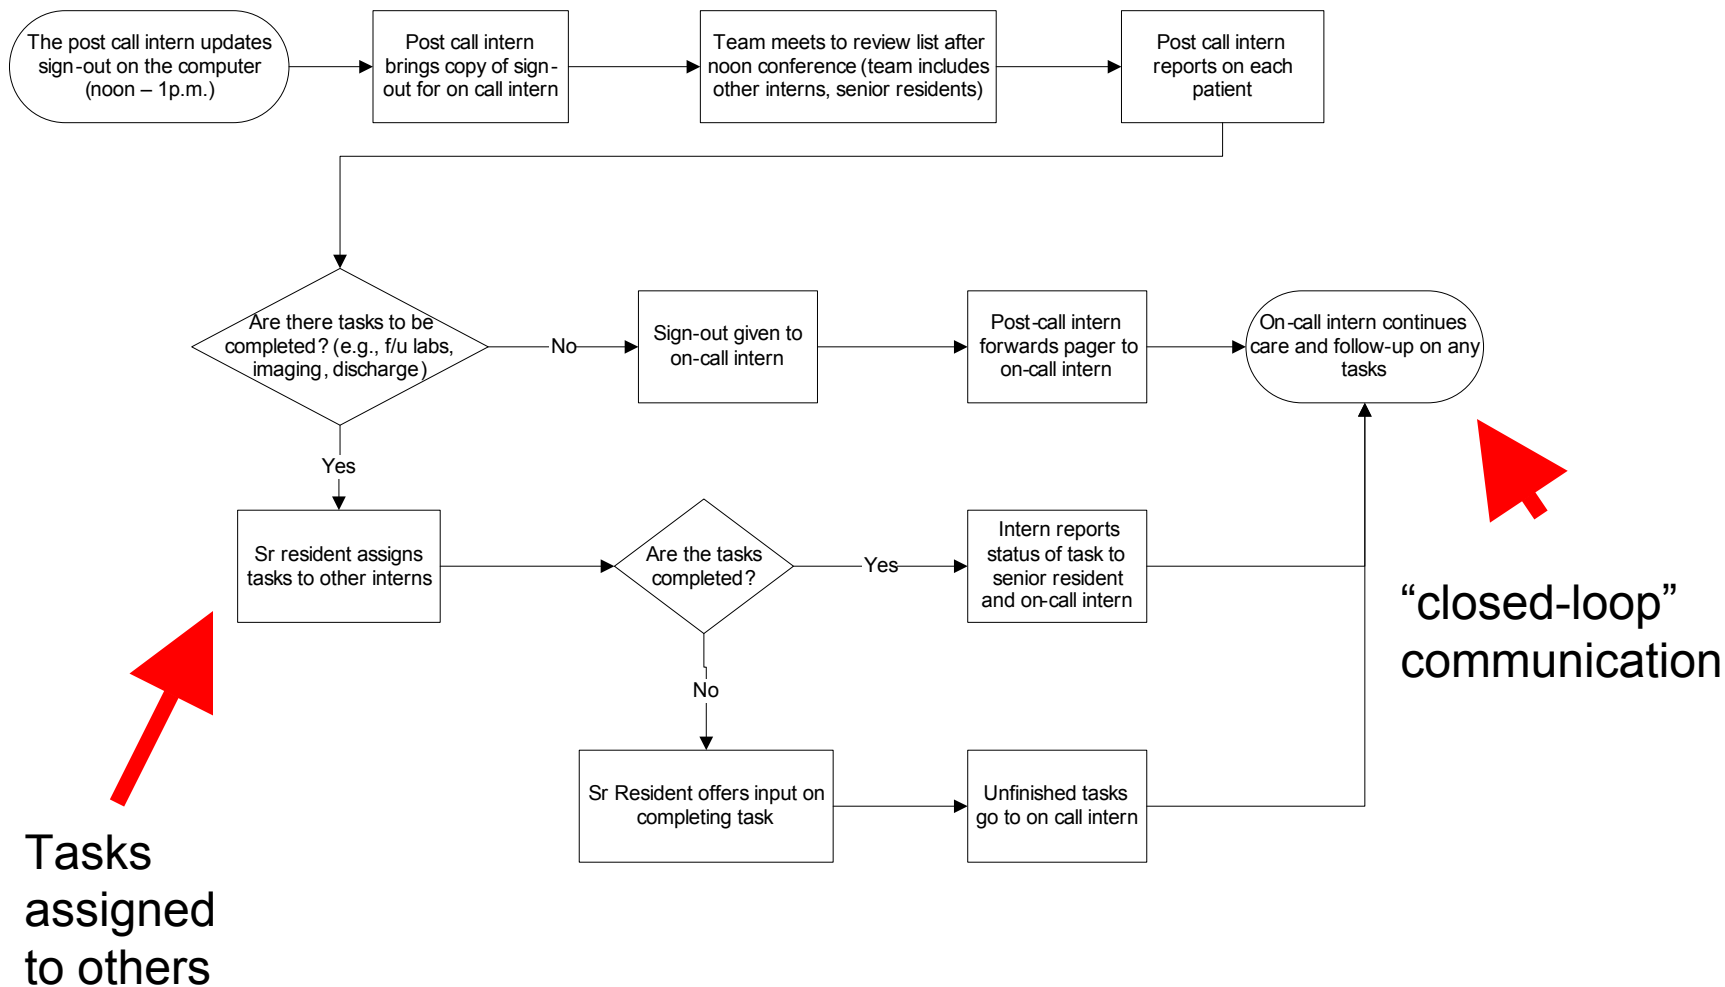 The post call intern updates
sign-out on the computer
(noon – 1p.m.)
Post call intern
brings copy of sign-
out for on call intern
Team meets to review list after
noon conference (team includes
other interns, senior residents)
Post call intern
reports on each
patient
Are there tasks to be
completed? (e.g., f/u labs,
imaging, discharge)
No
Sign-out given to
on-call intern
Post-call intern
forwards pager to
on-call intern
On-call intern continues
care and follow-up on any
tasks
Yes
Sr resident assigns
tasks to other interns
Are the tasks
completed?
Yes
Intern reports
status of task to
senior resident
and on-call intern
“closed-loop”
communication
No
Sr Resident offers input on
completing task
Unfinished tasks
go to on call intern
Tasks
assigned
to others